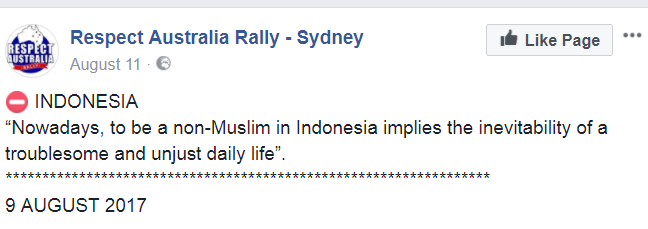 RESPECT
AUSTRALIA
RALLY
Respect Australia Rally - Sydney
August 11 ·
Like Page
INDONESIA
“Nowadays, to be a non-Muslim in Indonesia implies the inevitability of a
troublesome and unjust daily life”.
******************************************************************
9 AUGUST 2017